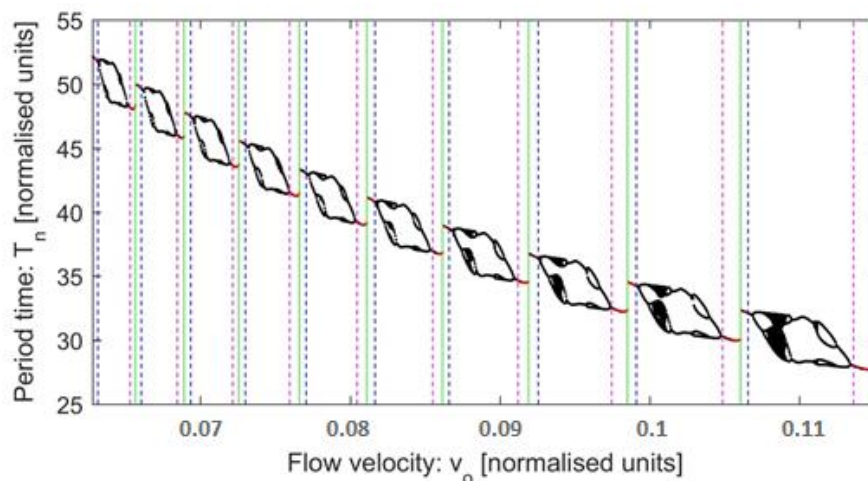 55
50
45
40
35
30
25
Period time: T_n [normalised units]
0.07 0.08 0.09 0.1 0.11
Flow velocity: v_o [normalised units]